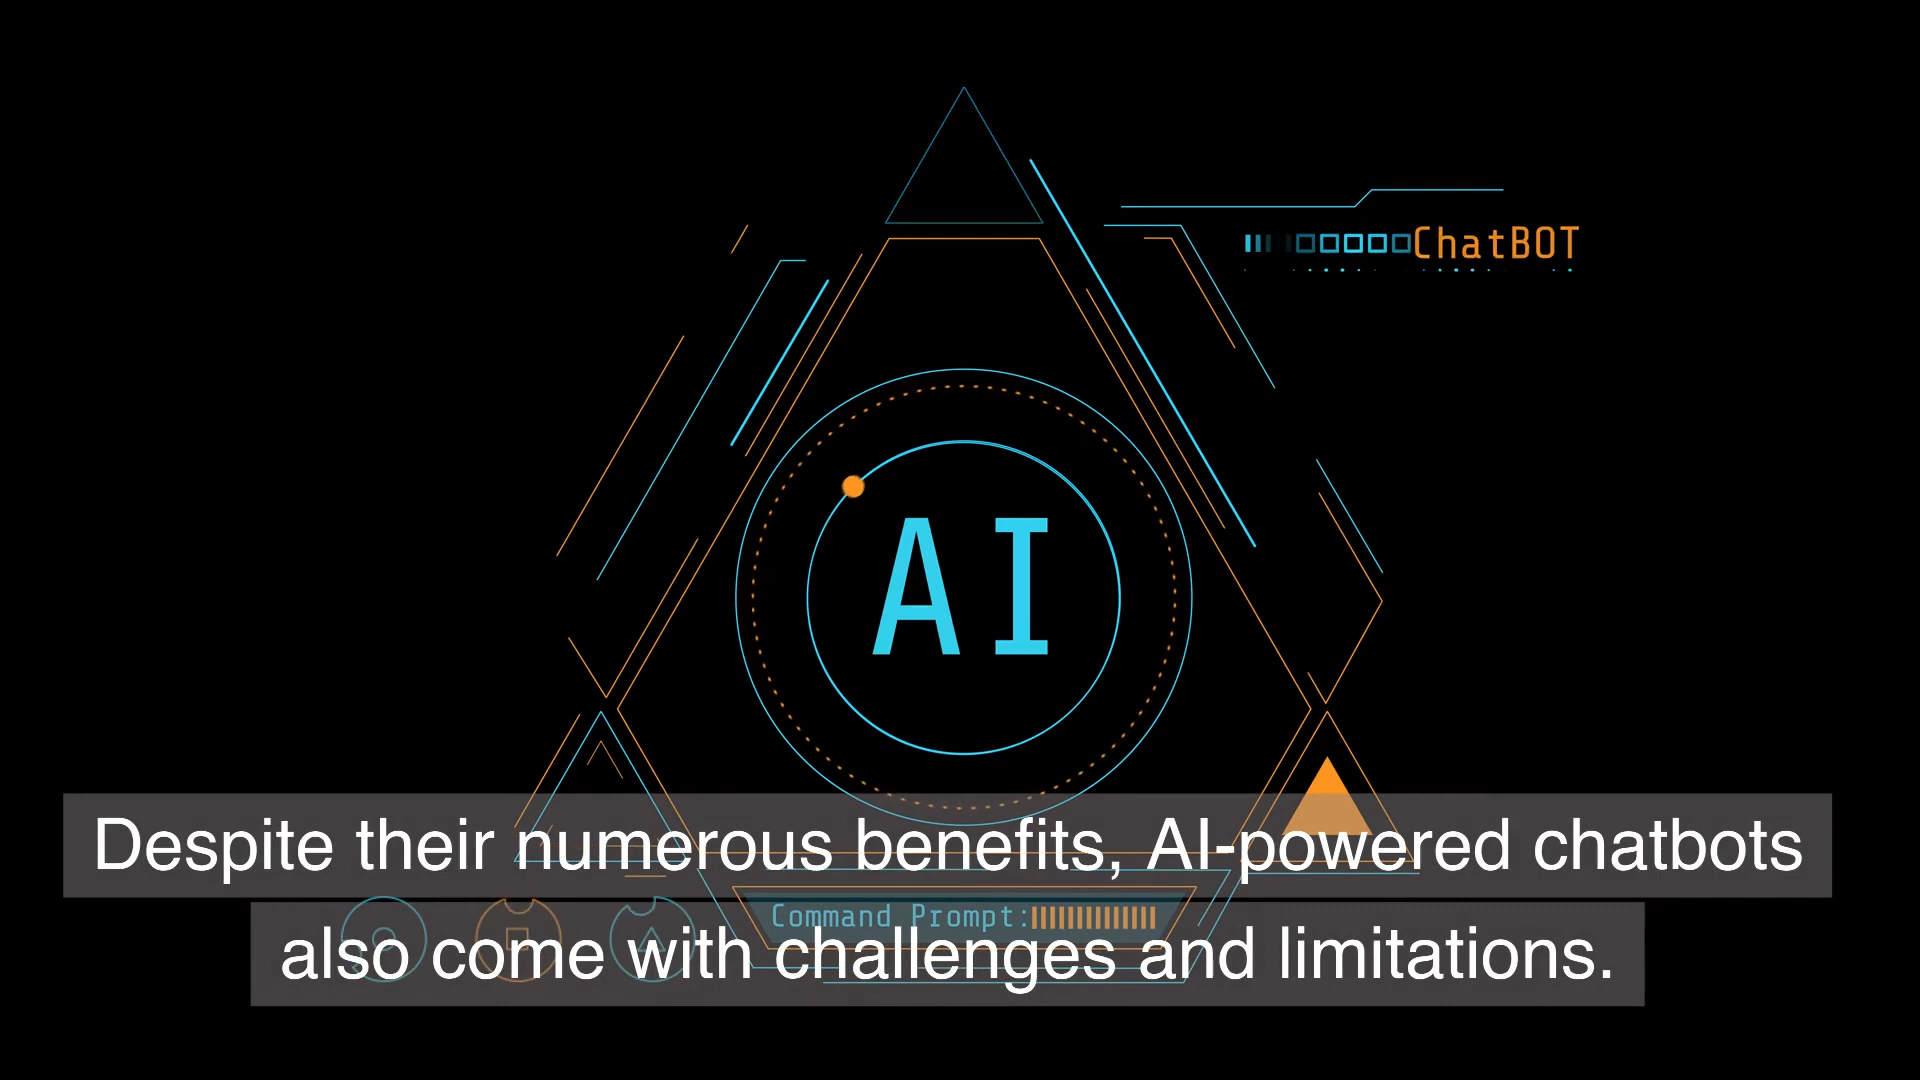 ChatBOT
AI
Despite their numerous benefits, AI-powered chatbots
Command Prompt:
also come with challenges and limitations.